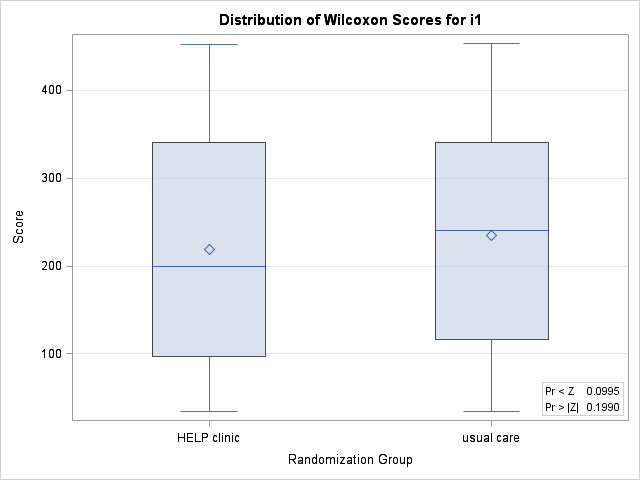 Distribution of Wilcoxon Scores for i1
400
300
200
100
Score
HELP clinic
usual care
Randomization Group
Pr < Z 0.0995
Pr > |Z| 0.1990